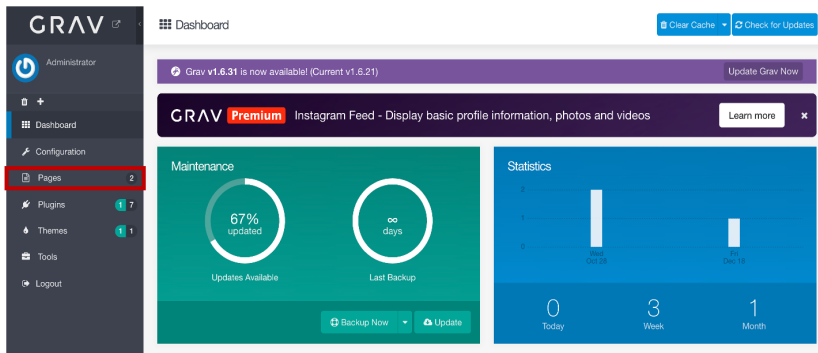 GRAV
Dashboard
Clear Cache
Check for Updates
Administrator
Grav v1.6.31 is now available! (Current v1.6.21)
Update Grav Now
Dashboard
GRAV Premium Instagram Feed - Display basic profile information, photos and videos
Learn more
Configuration
Pages 2
Plugins 1 7
Themes 1 1
Tools
Logout
Maintenance
67%
updated
Updates Available
∞
days
Last Backup
Backup Now
Update
Statistics
2
1
0
Wed
Oct 28
Fri
Dec 18
0
Today
3
Week
1
Month